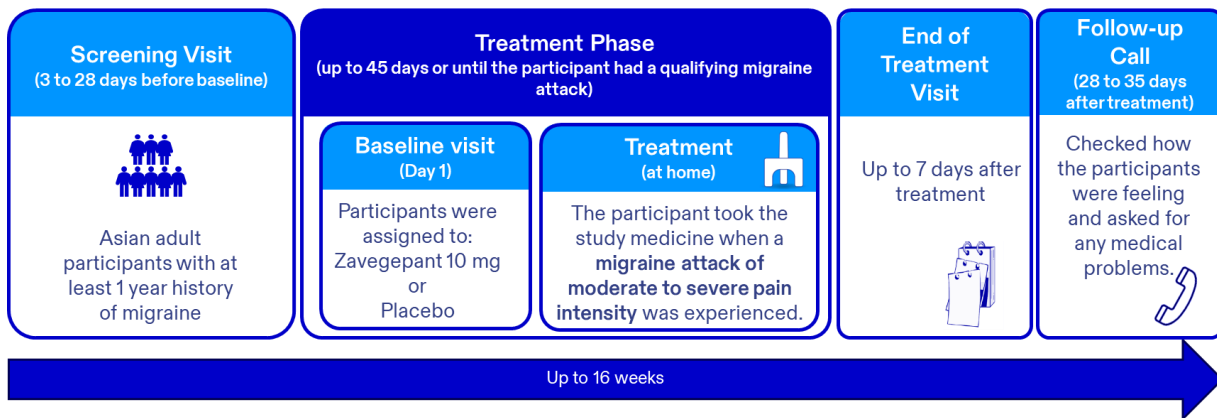 Screening Visit
(3 to 28 days before baseline)
Asian adult
participants with at
least 1 year history
of migraine
Treatment Phase
(up to 45 days or until the participant had a qualifying migraine
attack)
Baseline visit
(Day 1)
Participants were
assigned to:
Zavegepant 10 mg
or
Placebo
Treatment
(at home)
The participant took the
study medicine when a
migraine attack of
moderate to severe pain
intensity was experienced.
End of
Treatment
Visit
Up to 7 days after
treatment
Follow-up
Call
(28 to 35 days
after treatment)
Checked how
the participants
were feeling
and asked for
any medical
problems.
Up to 16 weeks